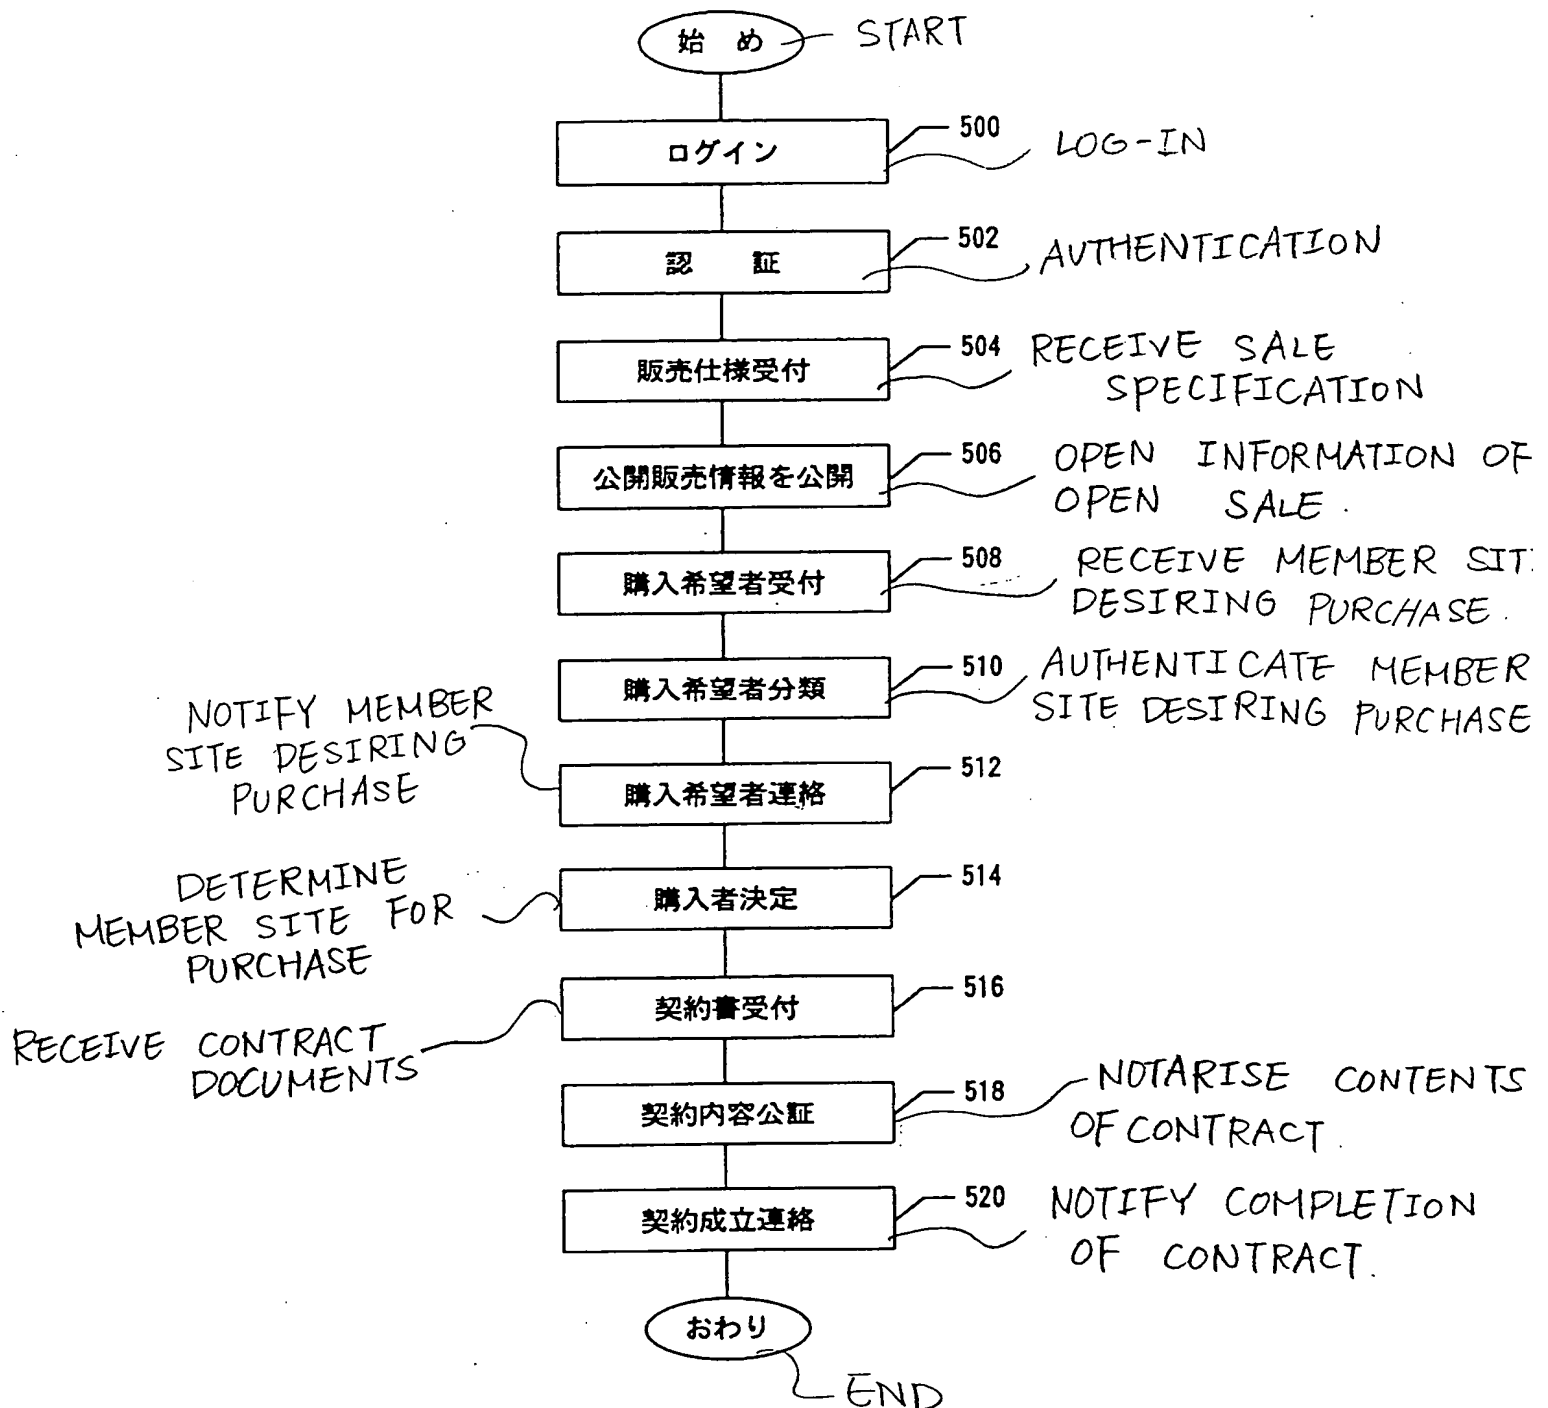 始 め
START
ログイン
500
LOG-IN
認 証
502
AUTHENTICATION
販売仕様受付
504
RECEIVE SALE
SPECIFICATION
公開販売情報を公開
506
OPEN INFORMATION OF
OPEN SALE.
購入希望者受付
508
RECEIVE MEMBER SIT
DESIRING PURCHASE.
購入希望者分類
510
AUTHENTICATE MEMBER
SITE DESIRING PURCHASE
NOTIFY MEMBER
SITE DESIRING
PURCHASE
購入希望者連絡
512
DETERMINE
MEMBER SITE FOR
PURCHASE
購入者決定
514
RECEIVE CONTRACT
DOCUMENTS
契約書受付
516
契約内容公証
518
NOTARISE CONTENTS
OF CONTRACT.
契約成立連絡
520
NOTIFY COMPLETION
OF CONTRACT.
おわり
END